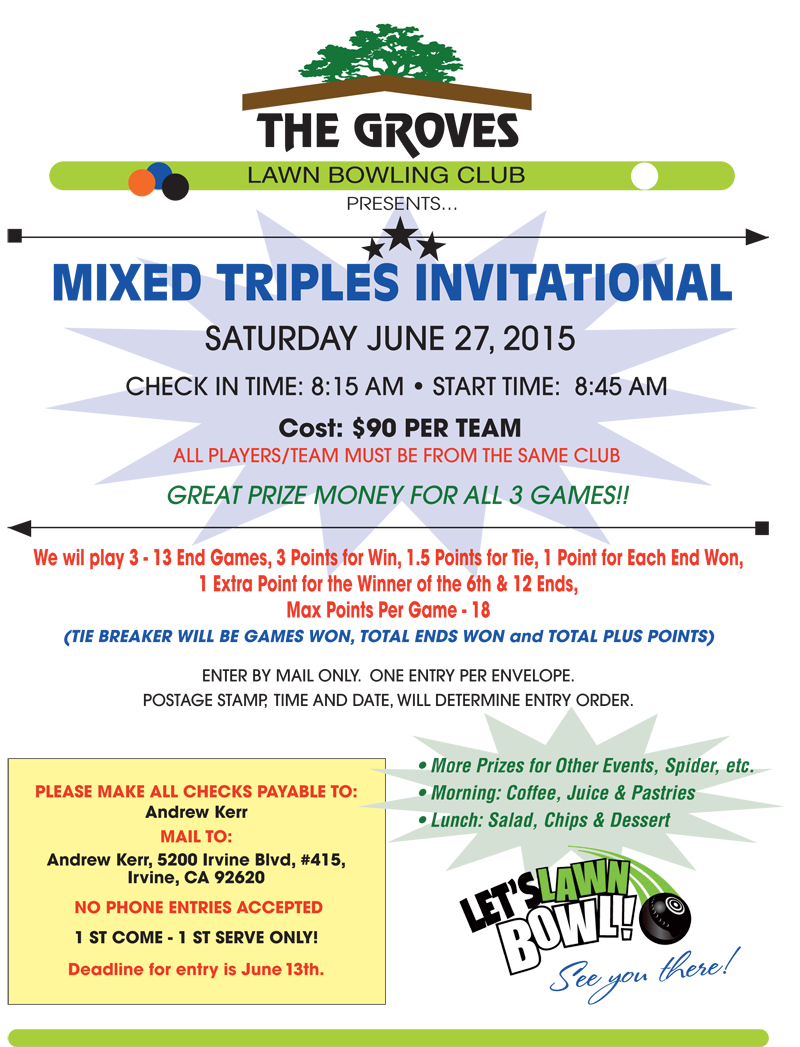 THE GROVES
LAWN BOWLING CLUB
PRESENTS...
MIXED TRIPLES INVITATIONAL
SATURDAY JUNE 27, 2015
CHECK IN TIME: 8:15 AM • START TIME: 8:45 AM
Cost: $90 PER TEAM
ALL PLAYERS/TEAM MUST BE FROM THE SAME CLUB
GREAT PRIZE MONEY FOR ALL 3 GAMES!!
We wil play 3 - 13 End Games, 3 Points for Win, 1.5 Points for Tie, 1 Point for Each End Won,
1 Extra Point for the Winner of the 6th & 12 Ends,
Max Points Per Game - 18
(TIE BREAKER WILL BE GAMES WON, TOTAL ENDS WON and TOTAL PLUS POINTS)
ENTER BY MAIL ONLY. ONE ENTRY PER ENVELOPE.
POSTAGE STAMP, TIME AND DATE, WILL DETERMINE ENTRY ORDER.
PLEASE MAKE ALL CHECKS PAYABLE TO:
Andrew Kerr
MAIL TO:
Andrew Kerr, 5200 Irvine Blvd, #415,
Irvine, CA 92620
NO PHONE ENTRIES ACCEPTED
1 ST COME - 1 ST SERVE ONLY!
Deadline for entry is June 13th.
• More Prizes for Other Events, Spider, etc.
• Morning: Coffee, Juice & Pastries
• Lunch: Salad, Chips & Dessert
LET'S LAWN
BOWL!
See you there!